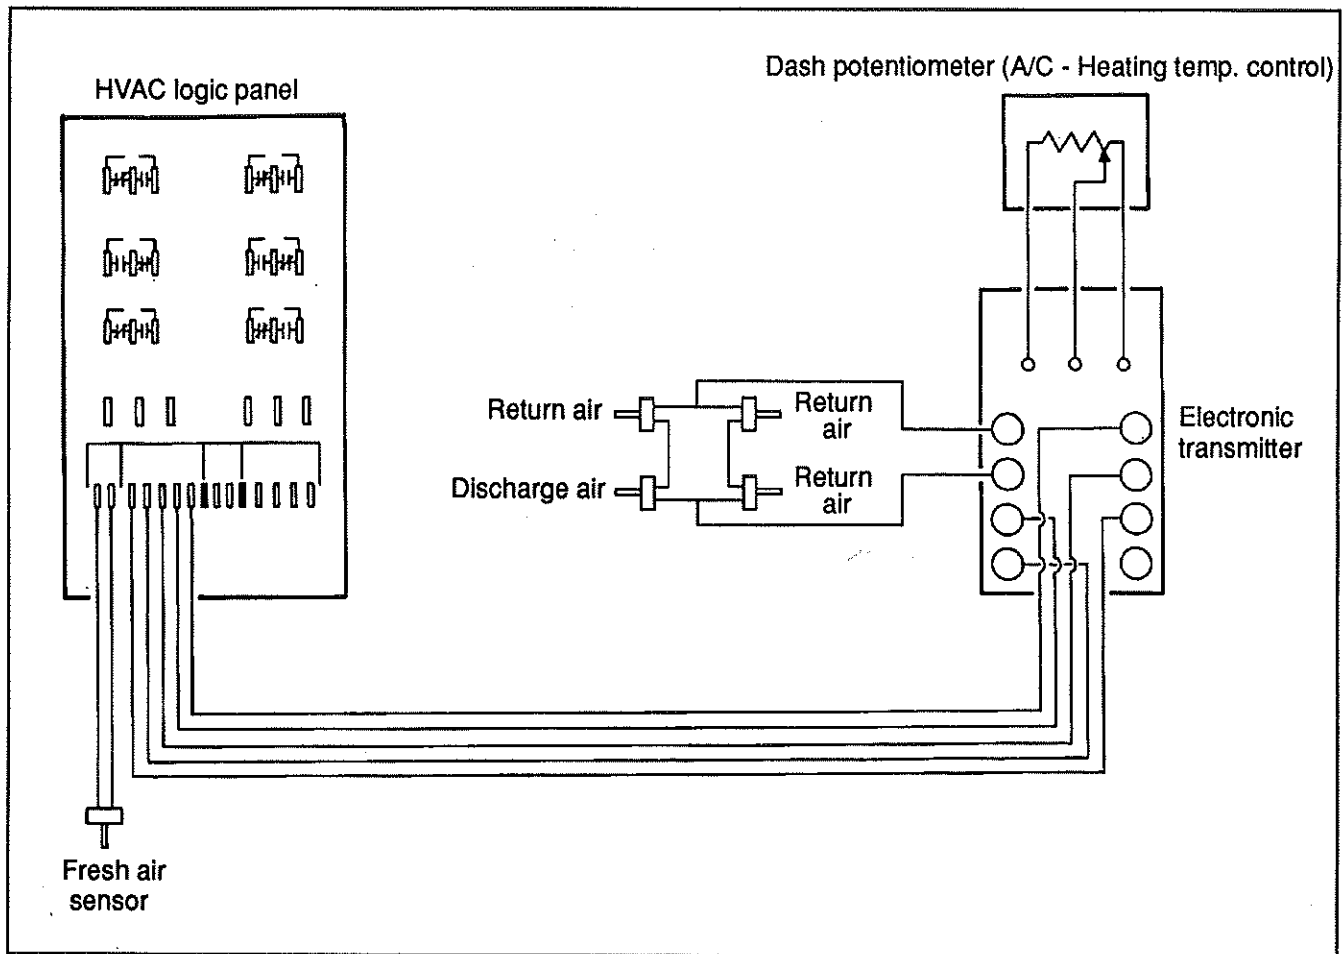 HVAC logic panel
Dash potentiometer (A/C - Heating temp. control)
Return air
Return
air
Discharge air
Return
air
Electronic
transmitter
Fresh air
sensor